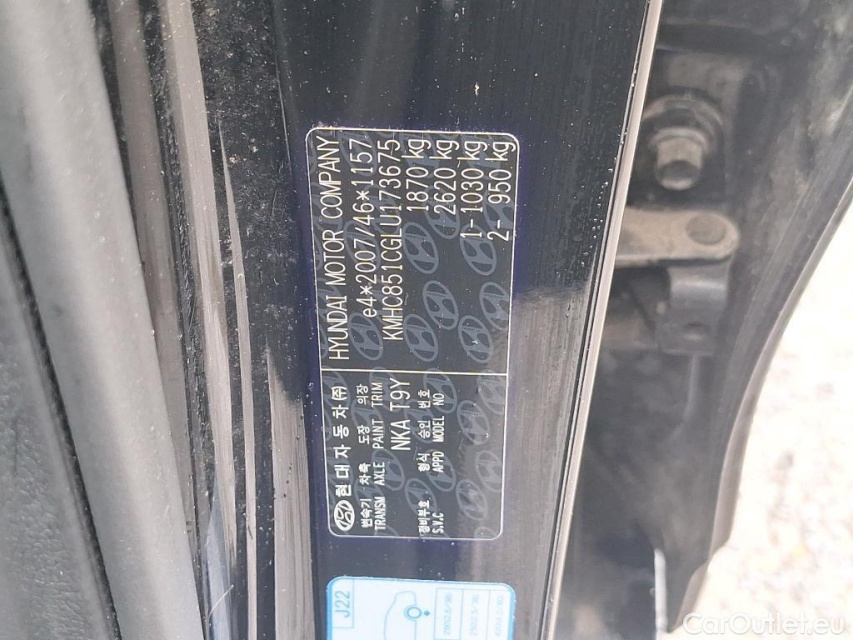 HYUNDAI MOTOR COMPANY
e4*2007/46*1157
KMHC851CGLU173675
1870 kg
2620 kg
1- 1030 kg
2- 950 kg
현대자동차(주)
변속기 차축 도장 의장
TRANSM AXLE PAINT TRIM
NKA T9Y
정비부호 형식 승인 번호
S.V.C APPD MODEL NO
J22
CarOutlet.eu